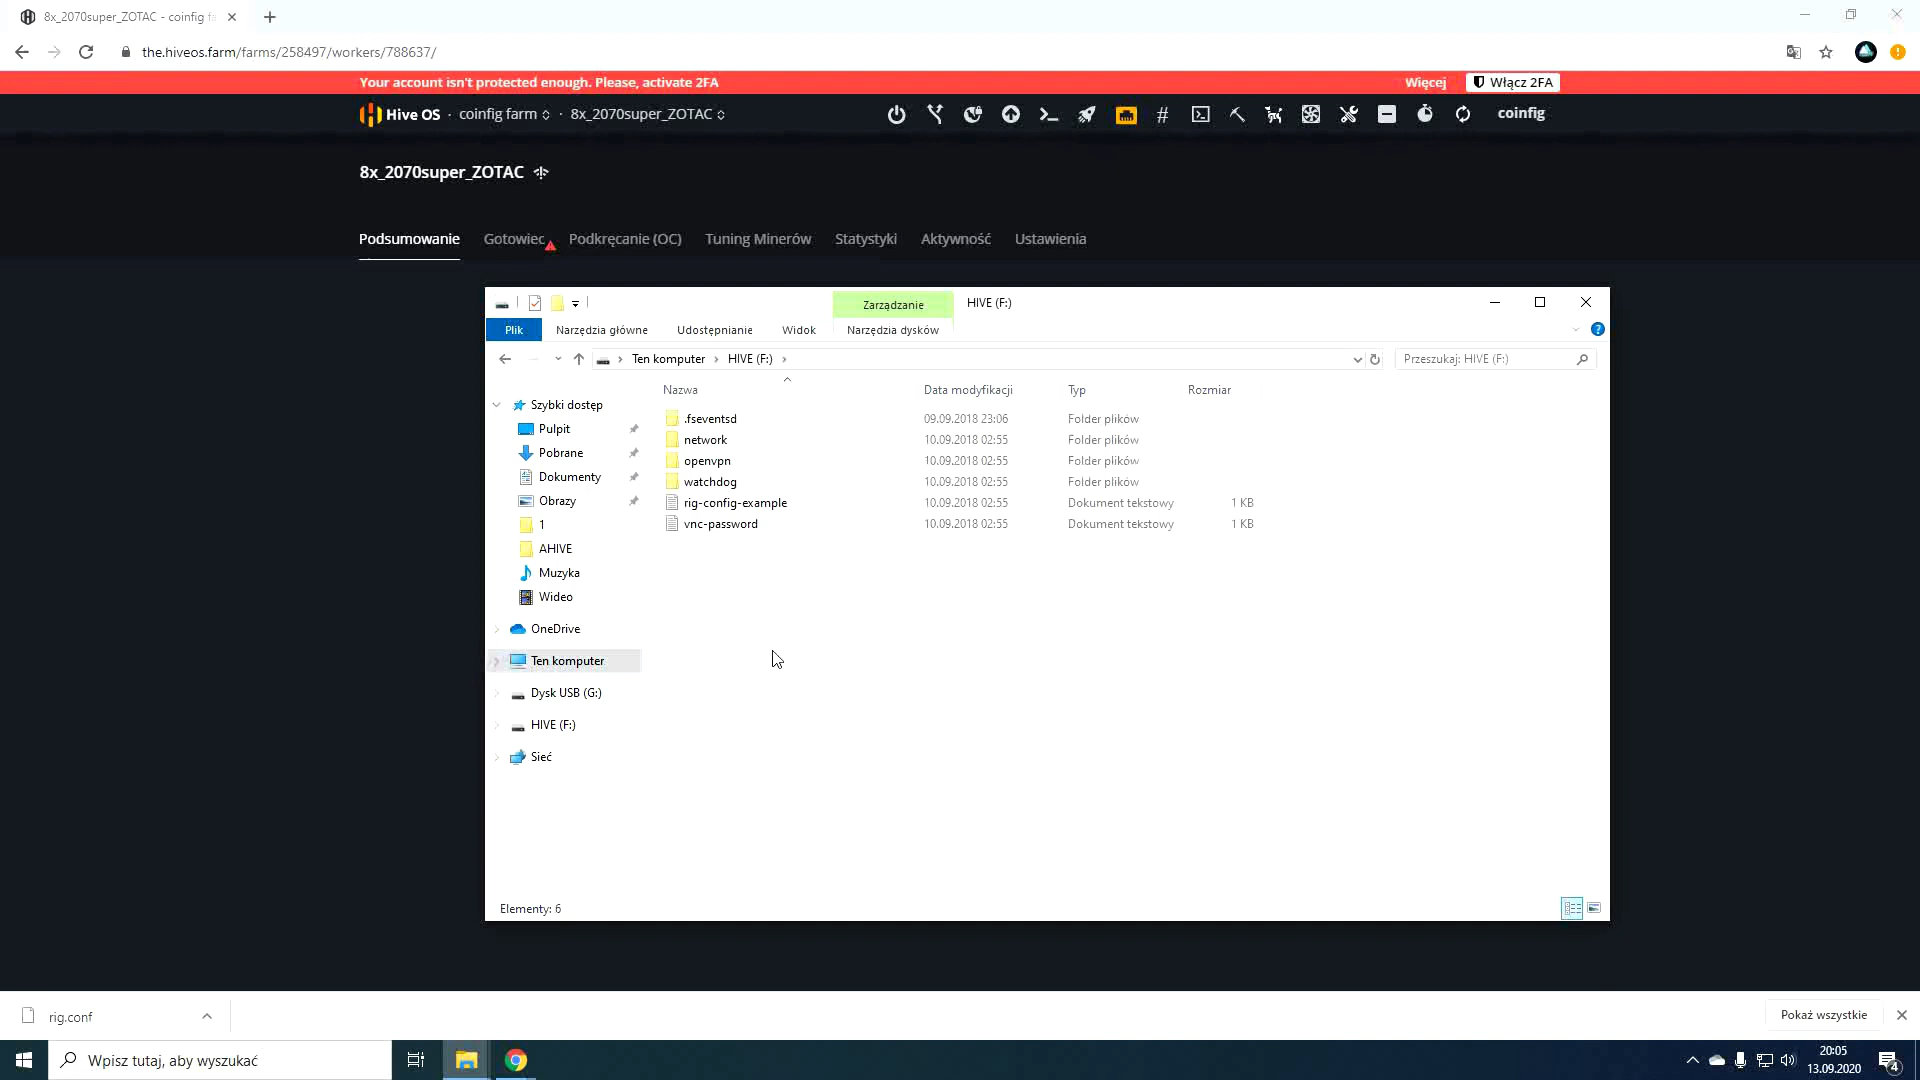 8x_2070super_ZOTAC - coinfig fa
the.hiveos.farm/farms/258497/workers/788637/
Your account isn't protected enough. Please, activate 2FA
Więcej
Włącz 2FA
Hive OS · coinfig farm · 8x_2070super_ZOTAC
coinfig
8x_2070super_ZOTAC
Podsumowanie Gotowiec Podkręcanie (OC) Tuning Minerów Statystyki Aktywność Ustawienia
Zarządzanie HIVE (F:)
Plik Narzędzia główne Udostępnianie Widok Narzędzia dysków
Ten komputer HIVE (F:)
Przeszukaj: HIVE (F:)
Nazwa Data modyfikacji Typ Rozmiar
.fseventsd 09.09.2018 23:06 Folder plików
network 10.09.2018 02:55 Folder plików
openvpn 10.09.2018 02:55 Folder plików
watchdog 10.09.2018 02:55 Folder plików
rig-config-example 10.09.2018 02:55 Dokument tekstowy 1 KB
vnc-password 10.09.2018 02:55 Dokument tekstowy 1 KB
Szybki dostęp
Pulpit
Pobrane
Dokumenty
Obrazy
1
AHIVE
Muzyka
Wideo
OneDrive
Ten komputer
Dysk USB (G:)
HIVE (F:)
Sieć
Elementy: 6
rig.conf
Pokaż wszystkie
Wpisz tutaj, aby wyszukać
20:05
13.09.2020
4